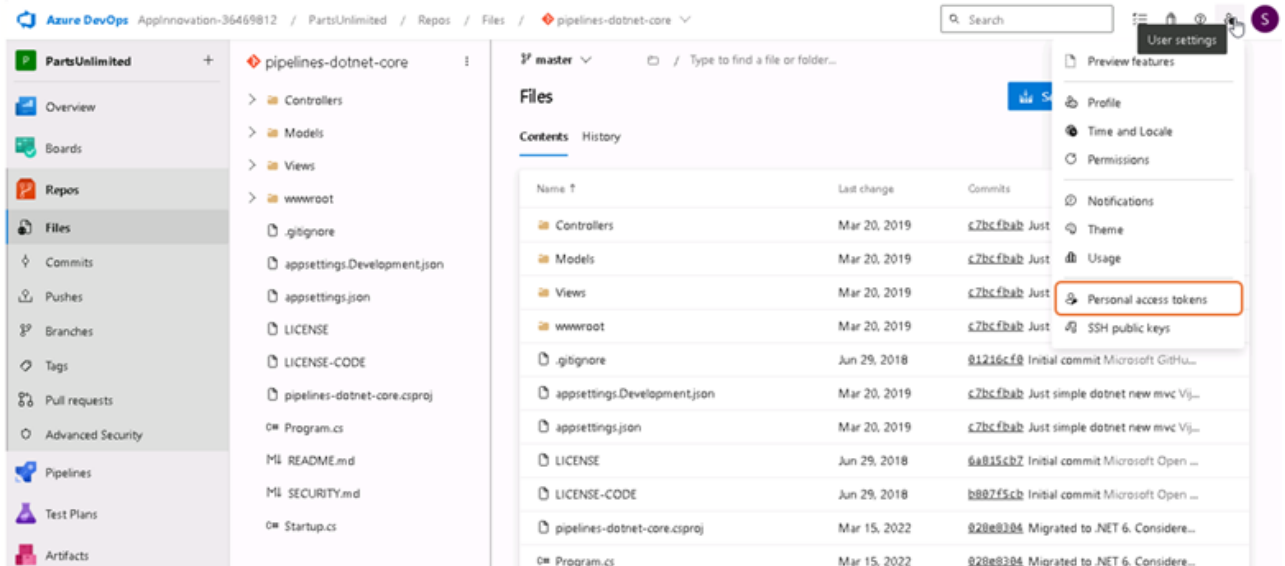 Azure DevOps AppInnovation-36469812 / PartsUnlimited / Repos / Files / pipelines-dotnet-core
Search
User settings
S
P PartsUnlimited +
Overview
Boards
Repos
Files
Commits
Pushes
Branches
Tags
Pull requests
Advanced Security
Pipelines
Test Plans
Artifacts
pipelines-dotnet-core
Controllers
Models
Views
wwwroot
.gitignore
appsettings.Development.json
appsettings.json
LICENSE
LICENSE-CODE
pipelines-dotnet-core.csproj
C# Program.cs
M↓ README.md
M↓ SECURITY.md
C# Startup.cs
master / Type to find a file or folder...
Files
Contents History
Name ↑ Last change Commits
Controllers Mar 20, 2019 c7bcfbab Just
Models Mar 20, 2019 c7bcfbab Just
Views Mar 20, 2019 c7bcfbab Just
wwwroot Mar 20, 2019 c7bcfbab Just
.gitignore Jun 29, 2018 01216cf0 Initial commit Microsoft GitHu...
appsettings.Development.json Mar 20, 2019 c7bcfbab Just simple dotnet new mvc Vij...
appsettings.json Mar 20, 2019 c7bcfbab Just simple dotnet new mvc Vij...
LICENSE Jun 29, 2018 6a815cb7 Initial commit Microsoft Open ...
LICENSE-CODE Jun 29, 2018 b807f5cb Initial commit Microsoft Open ...
pipelines-dotnet-core.csproj Mar 15, 2022 028e8304 Migrated to .NET 6. Considere...
C# Program.cs Mar 15, 2022 028e8304 Migrated to .NET 6. Considere...
Preview features
Profile
Time and Locale
Permissions
Notifications
Theme
Usage
Personal access tokens
SSH public keys